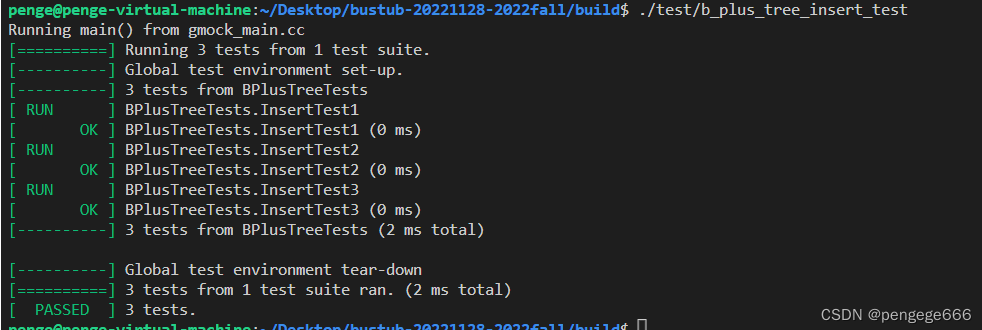 penge@penge-virtual-machine:~/Desktop/bustub-20221128-2022fall/build$ ./test/b_plus_tree_insert_test
Running main() from gmock_main.cc
[==========] Running 3 tests from 1 test suite.
[----------] Global test environment set-up.
[----------] 3 tests from BPlusTreeTests
[ RUN      ] BPlusTreeTests.InsertTest1
[       OK ] BPlusTreeTests.InsertTest1 (0 ms)
[ RUN      ] BPlusTreeTests.InsertTest2
[       OK ] BPlusTreeTests.InsertTest2 (0 ms)
[ RUN      ] BPlusTreeTests.InsertTest3
[       OK ] BPlusTreeTests.InsertTest3 (0 ms)
[----------] 3 tests from BPlusTreeTests (2 ms total)
[----------] Global test environment tear-down
[==========] 3 tests from 1 test suite ran. (2 ms total)
[  PASSED  ] 3 tests.
penge@penge-virtual-machine:~/Desktop/bustub-20221128-2022fall/build$
CSDN @pengege666